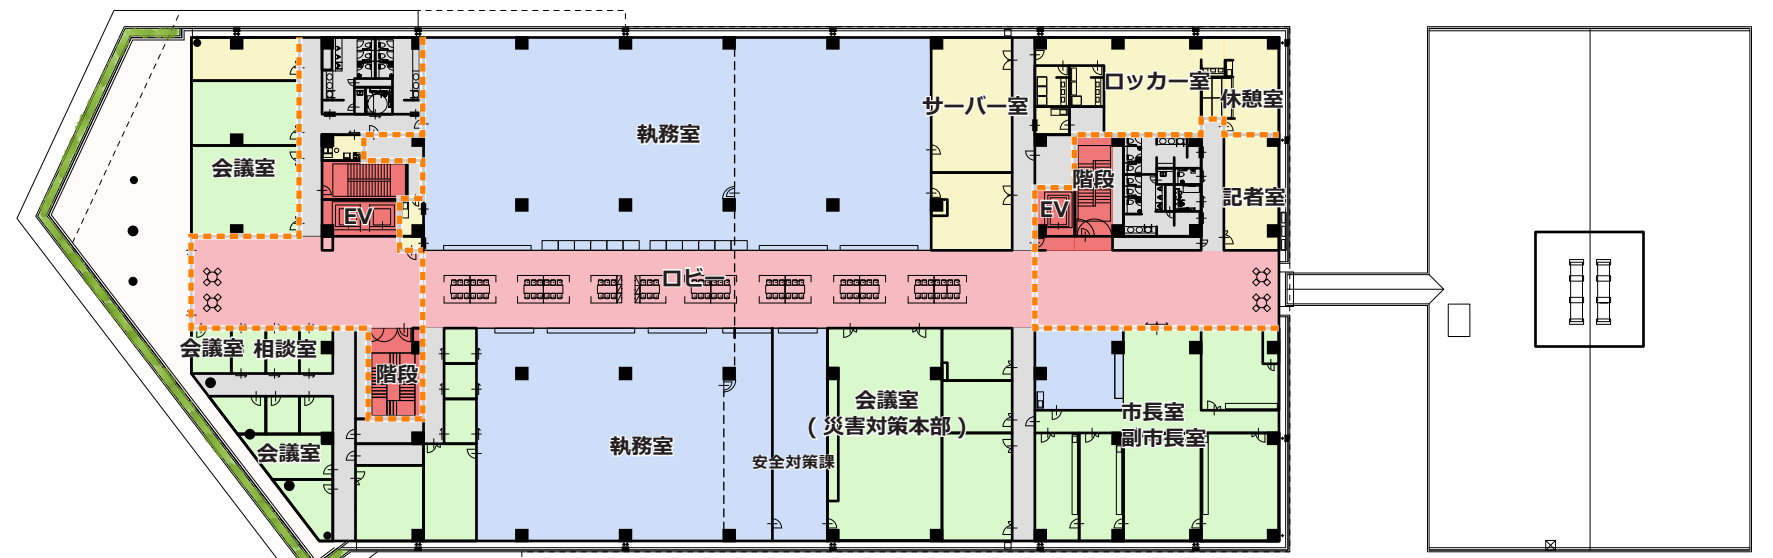 ロッカー室
サーバー室
休憩室
執務室
会議室
階段
記者室
EV
EV
ロビー
会議室
相談室
階段
会議室
(災害対策本部)
市長室
副市長室
執務室
会議室
安全対策課